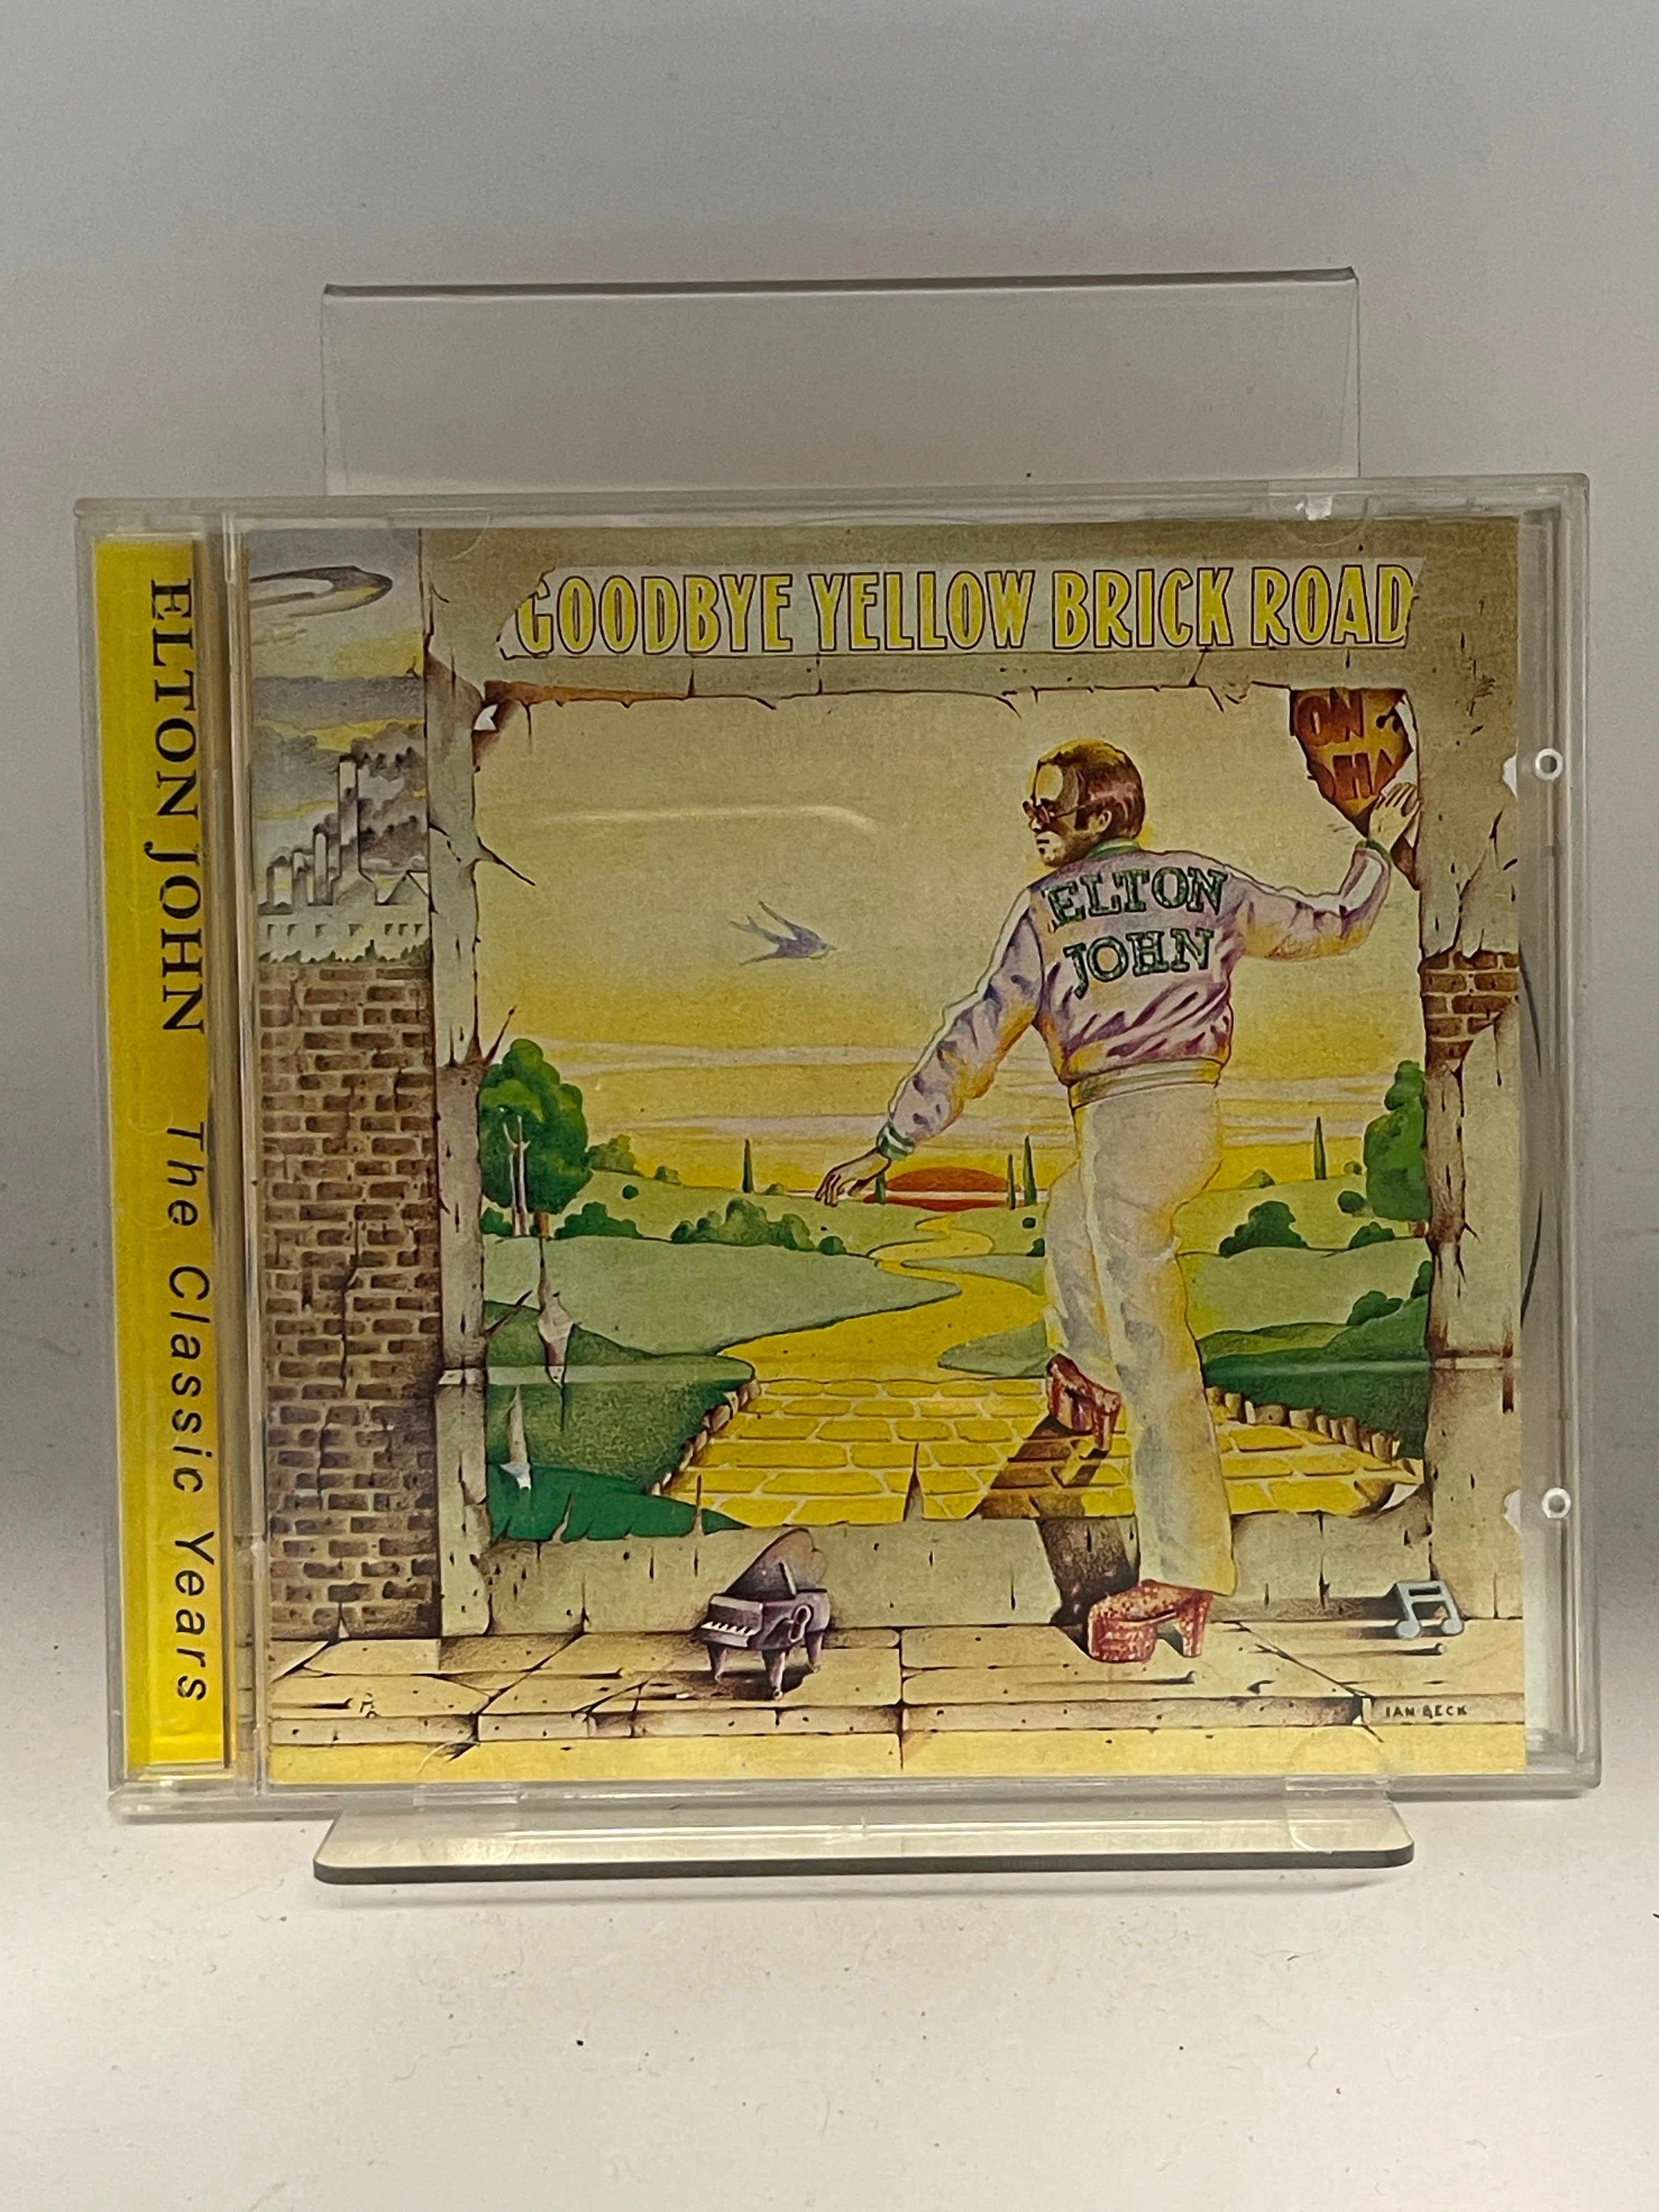 ELTON JOHN The Classic Years
GOODBYE YELLOW BRICK ROAD
ELTON
JOHN
IAN BECK